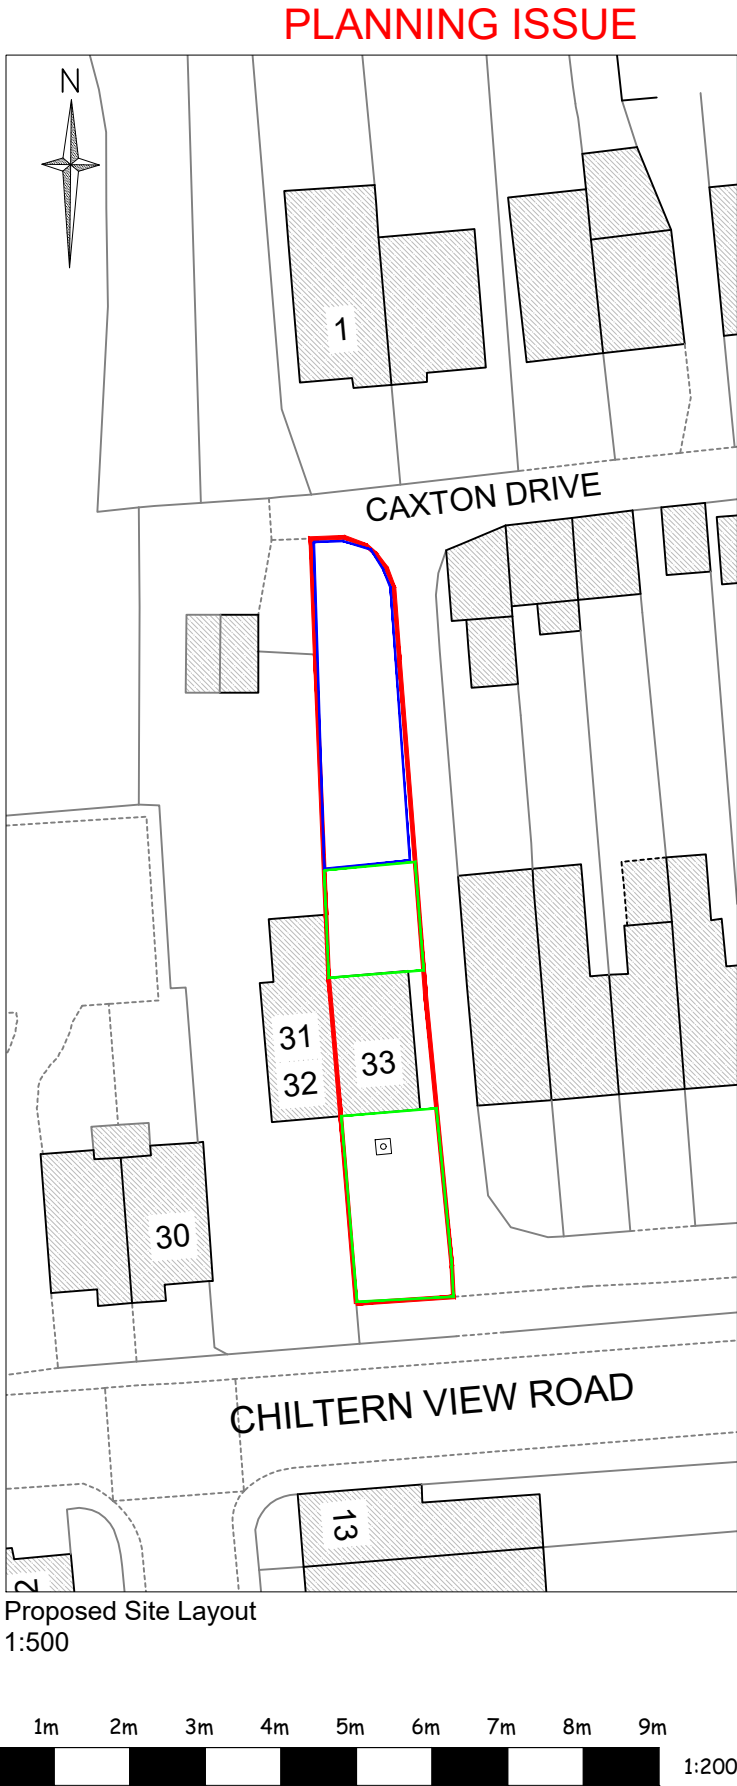 PLANNING ISSUE
N
1
CAXTON DRIVE
31
32
33
30
CHILTERN VIEW ROAD
13
2
Proposed Site Layout
1:500
1m 2m 3m 4m 5m 6m 7m 8m 9m
1:200